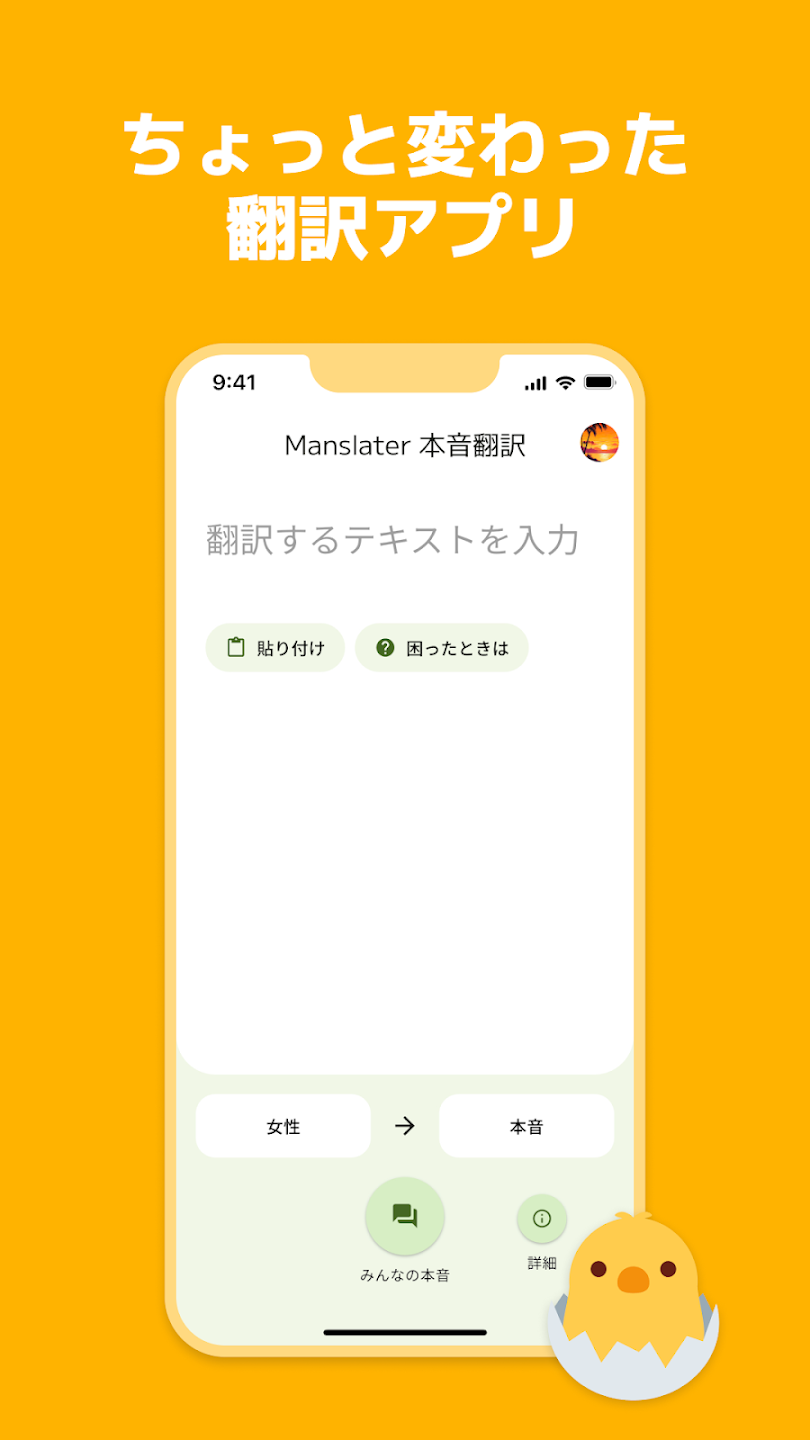 ちょっと変わった
翻訳アプリ
9:41
Manslater 本音翻訳
翻訳するテキストを入力
貼り付け
困ったときは
女性 → 本音
みんなの本音
詳細